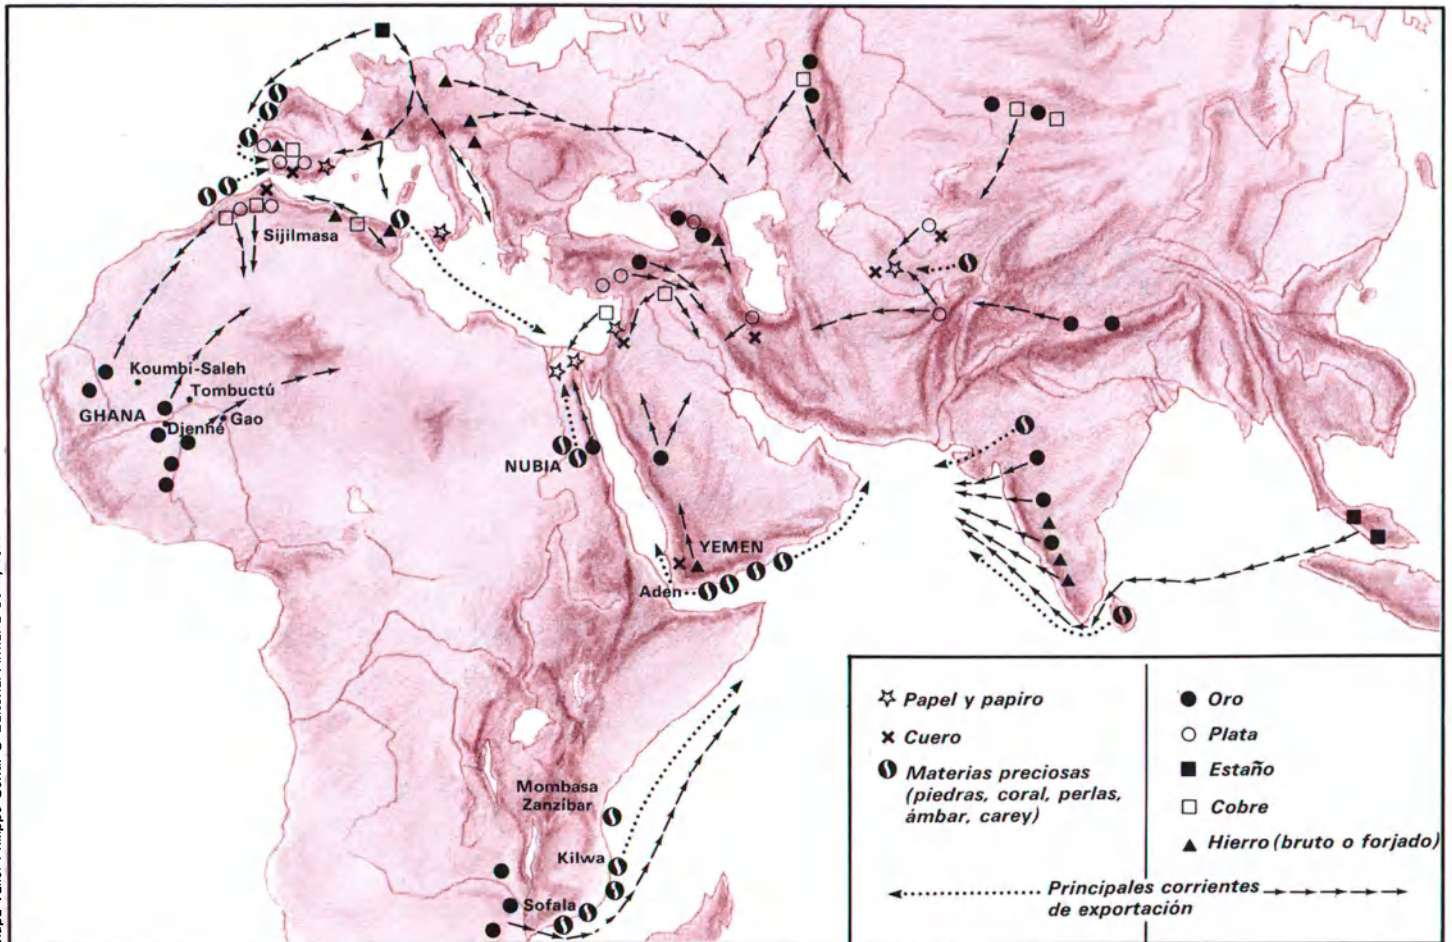 Sijilmasa
Koumbi-Saleh
Tombuctú
GHANA
Gao
Djenné
NUBIA
YEMEN
Aden
Mombasa
Zanzíbar
Kilwa
Sofala
Papel y papiro
Cuero
Materias preciosas
(piedras, coral, perlas,
ámbar, carey)
Oro
Plata
Estaño
Cobre
Hierro (bruto o forjado)
Principales corrientes
de exportación